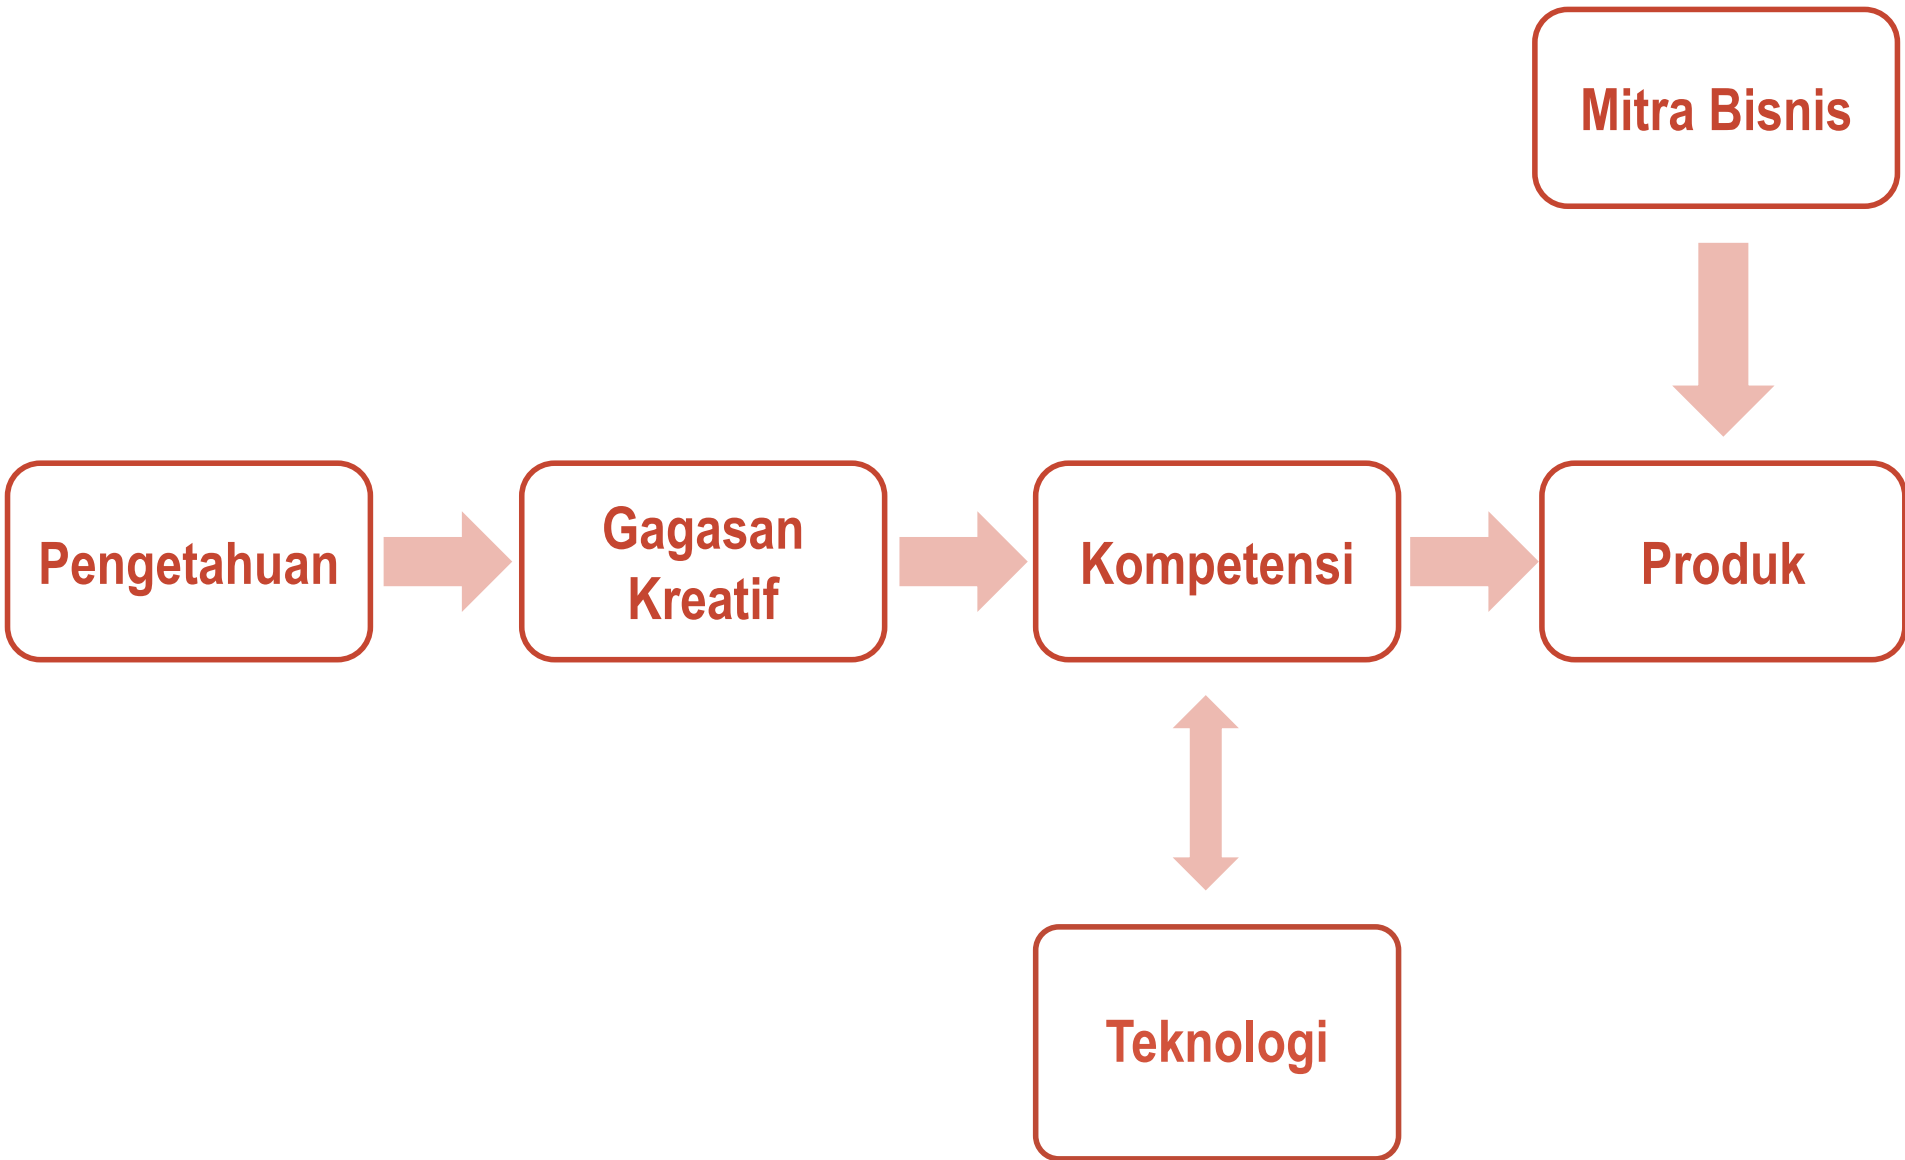 Mitra Bisnis
Pengetahuan
Gagasan
Kreatif
Kompetensi
Produk
Teknologi